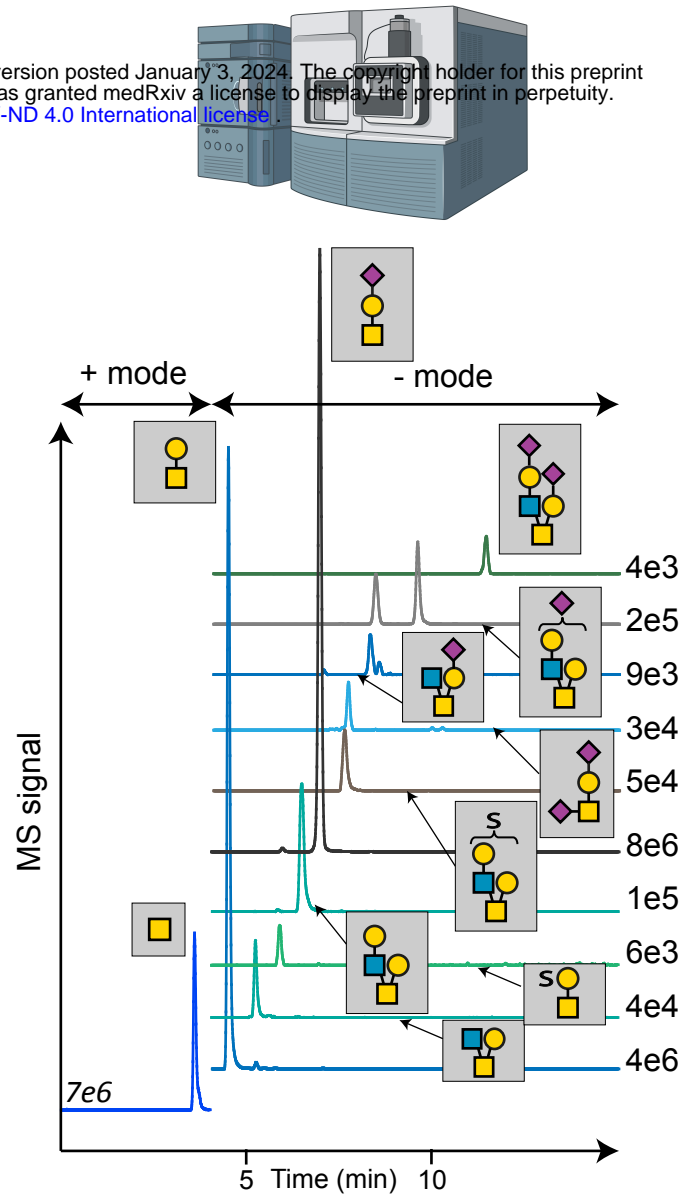 version posted January 3, 2024. The copyright holder for this preprint
as granted medRxiv a license to display the preprint in perpetuity.
-ND 4.0 International license .
+ mode
- mode
4e3
2e5
9e3
3e4
5e4
S
8e6
1e5
6e3
S
4e4
4e6
7e6
MS signal
5
Time (min)
10